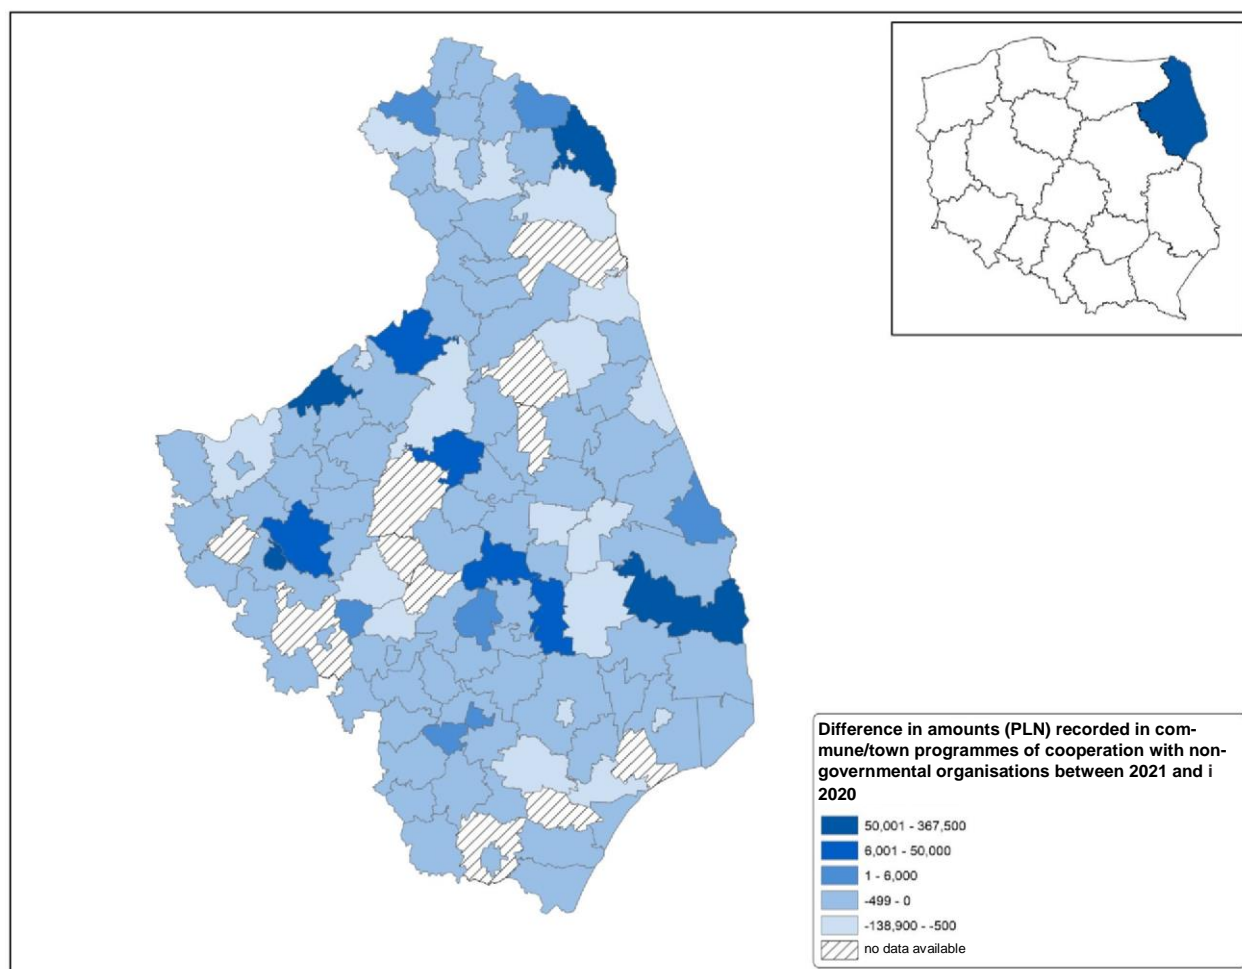 Difference in amounts (PLN) recorded in com-
mune/town programmes of cooperation with non-
governmental organisations between 2021 and i
2020
50,001 - 367,500
6,001 - 50,000
1 - 6,000
-499 - 0
-138,900 - -500
no data available